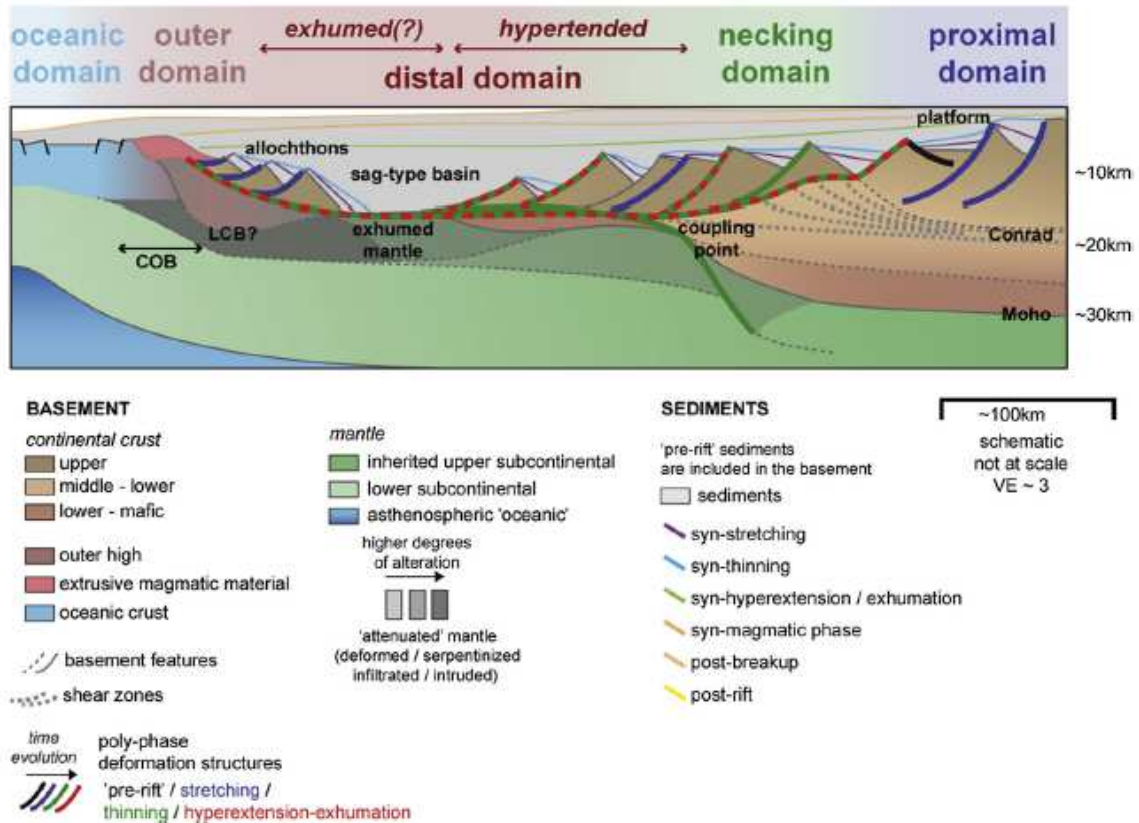 oceanic domain
outer domain
exhumed(?)
hypertended
distal domain
necking domain
proximal domain
platform
allochthons
sag-type basin
~10km
LCB?
exhumed mantle
coupling point
Conrad
COB
~20km
Moho
~30km
BASEMENT
continental crust
upper
middle - lower
lower - mafic
outer high
extrusive magmatic material
oceanic crust
basement features
shear zones
time evolution
poly-phase
deformation structures
'pre-rift' / stretching /
thinning / hyperextension-exhumation
mantle
inherited upper subcontinental
lower subcontinental
asthenospheric 'oceanic'
higher degrees
of alteration
'attenuated' mantle
(deformed / serpentinized
infiltrated / intruded)
SEDIMENTS
'pre-rift' sediments
are included in the basement
sediments
syn-stretching
syn-thinning
syn-hyperextension / exhumation
syn-magmatic phase
post-breakup
post-rift
~100km
schematic
not at scale
VE ~ 3